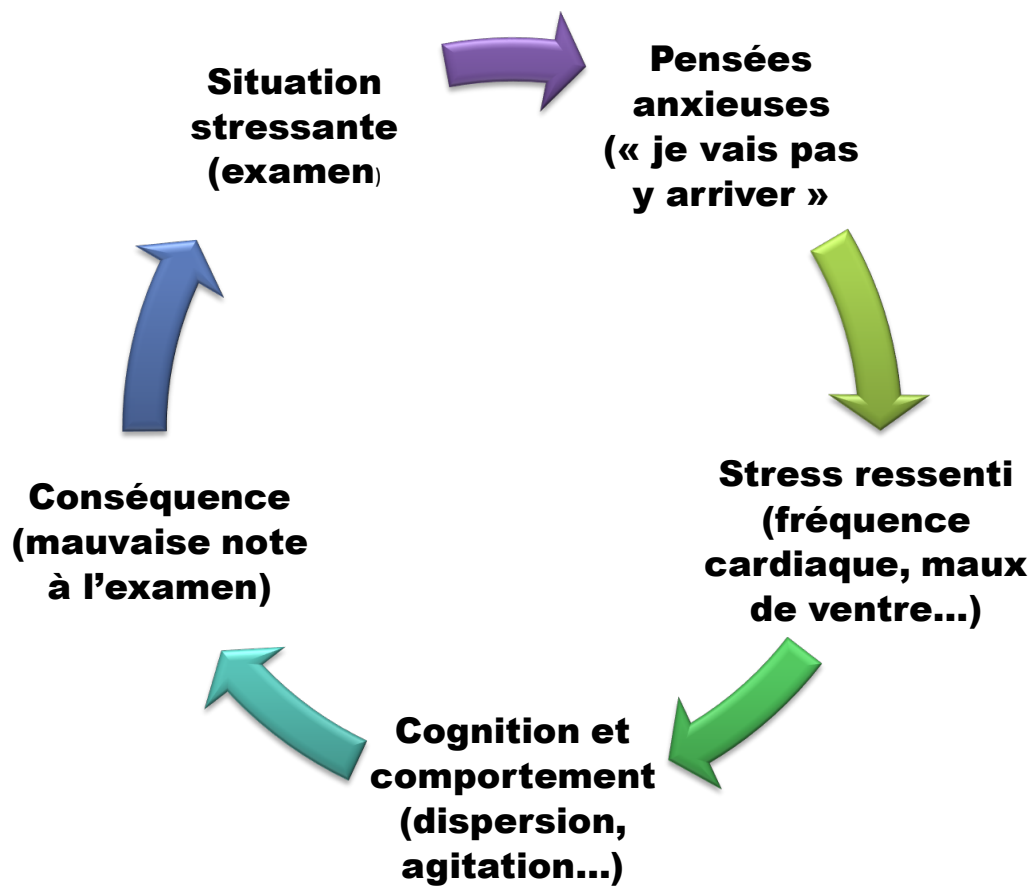 Situation
stressante
(examen)
Pensées
anxieuses
(« je vais pas
y arriver »
Stress ressenti
(fréquence
cardiaque, maux
de ventre...)
Cognition et
comportement
(dispersion,
agitation...)
Conséquence
(mauvaise note
à l’examen)